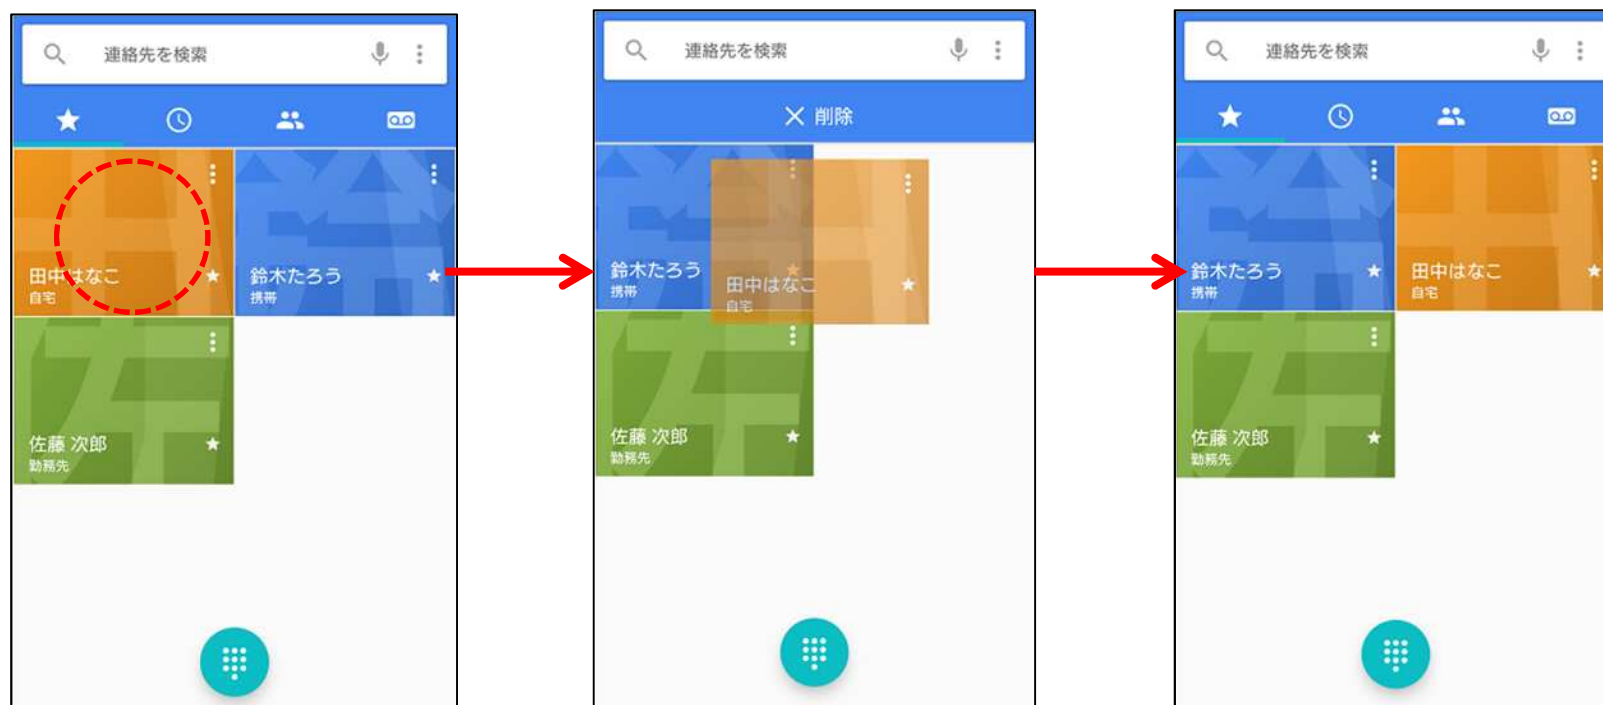 連絡先を検索
田中はなこ
自宅
鈴木たろう
携帯
佐藤 次郎
勤務先
連絡先を検索
削除
鈴木たろう
携帯
田中はなこ
自宅
佐藤 次郎
勤務先
連絡先を検索
鈴木たろう
携帯
田中はなこ
自宅
佐藤 次郎
勤務先